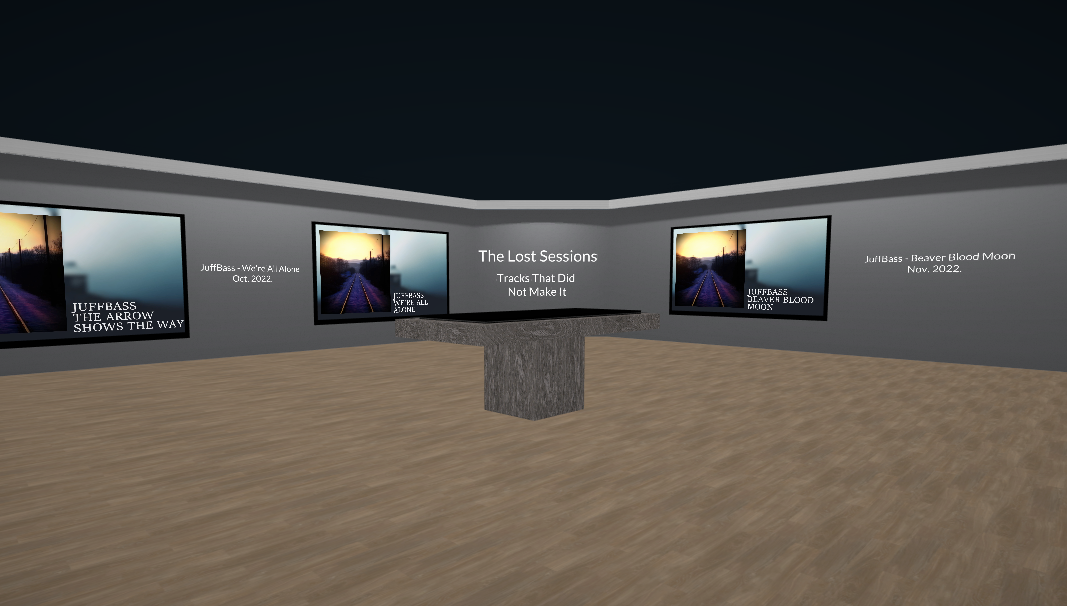 JUFFBASS
THE ARROW
SHOWS THE WAY
JuffBass - We're All Alone
Oct. 2022.
JUFFBASS
WE'RE ALL
ALONE
The Lost Sessions
Tracks That Did
Not Make It
JUFFBASS
BEAVER BLOOD
MOON
JuffBass - Beaver Blood Moon
Nov. 2022.